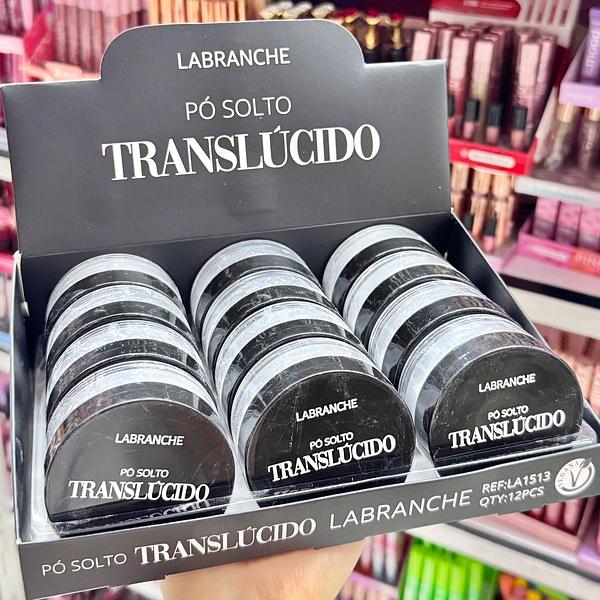 LABRANCHE
PÓ SOLTO
TRANSLÚCIDO
LABRANCHE
PÓ SOLTO
TRANSLÚCIDO
LABRANCHE
PÓ SOLTO
TRANSLÚCIDO
LABRANCHE
PÓ SOLTO
TRANSLÚCIDO
PÓ SOLTO TRANSLÚCIDO LABRANCHE
REF:LA1513
QTY:12PCS